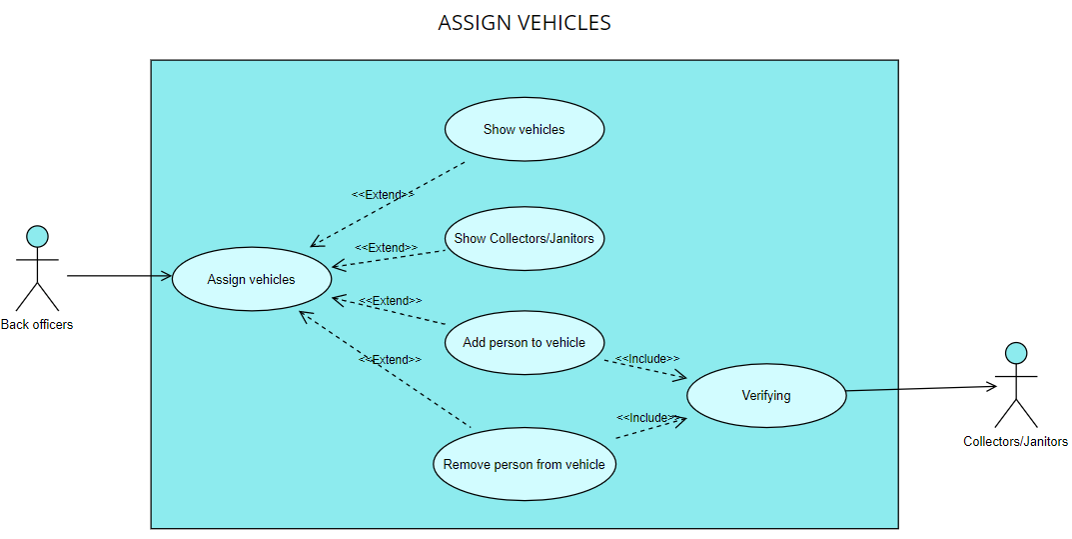 ASSIGN VEHICLES
Show vehicles
<<Extend>>
Show Collectors/Janitors
<<Extend>>
Assign vehicles
<<Extend>>
Back officers
Add person to vehicle
<<Include>>
<<Extend>>
Verifying
<<Include>>
Collectors/Janitors
Remove person from vehicle